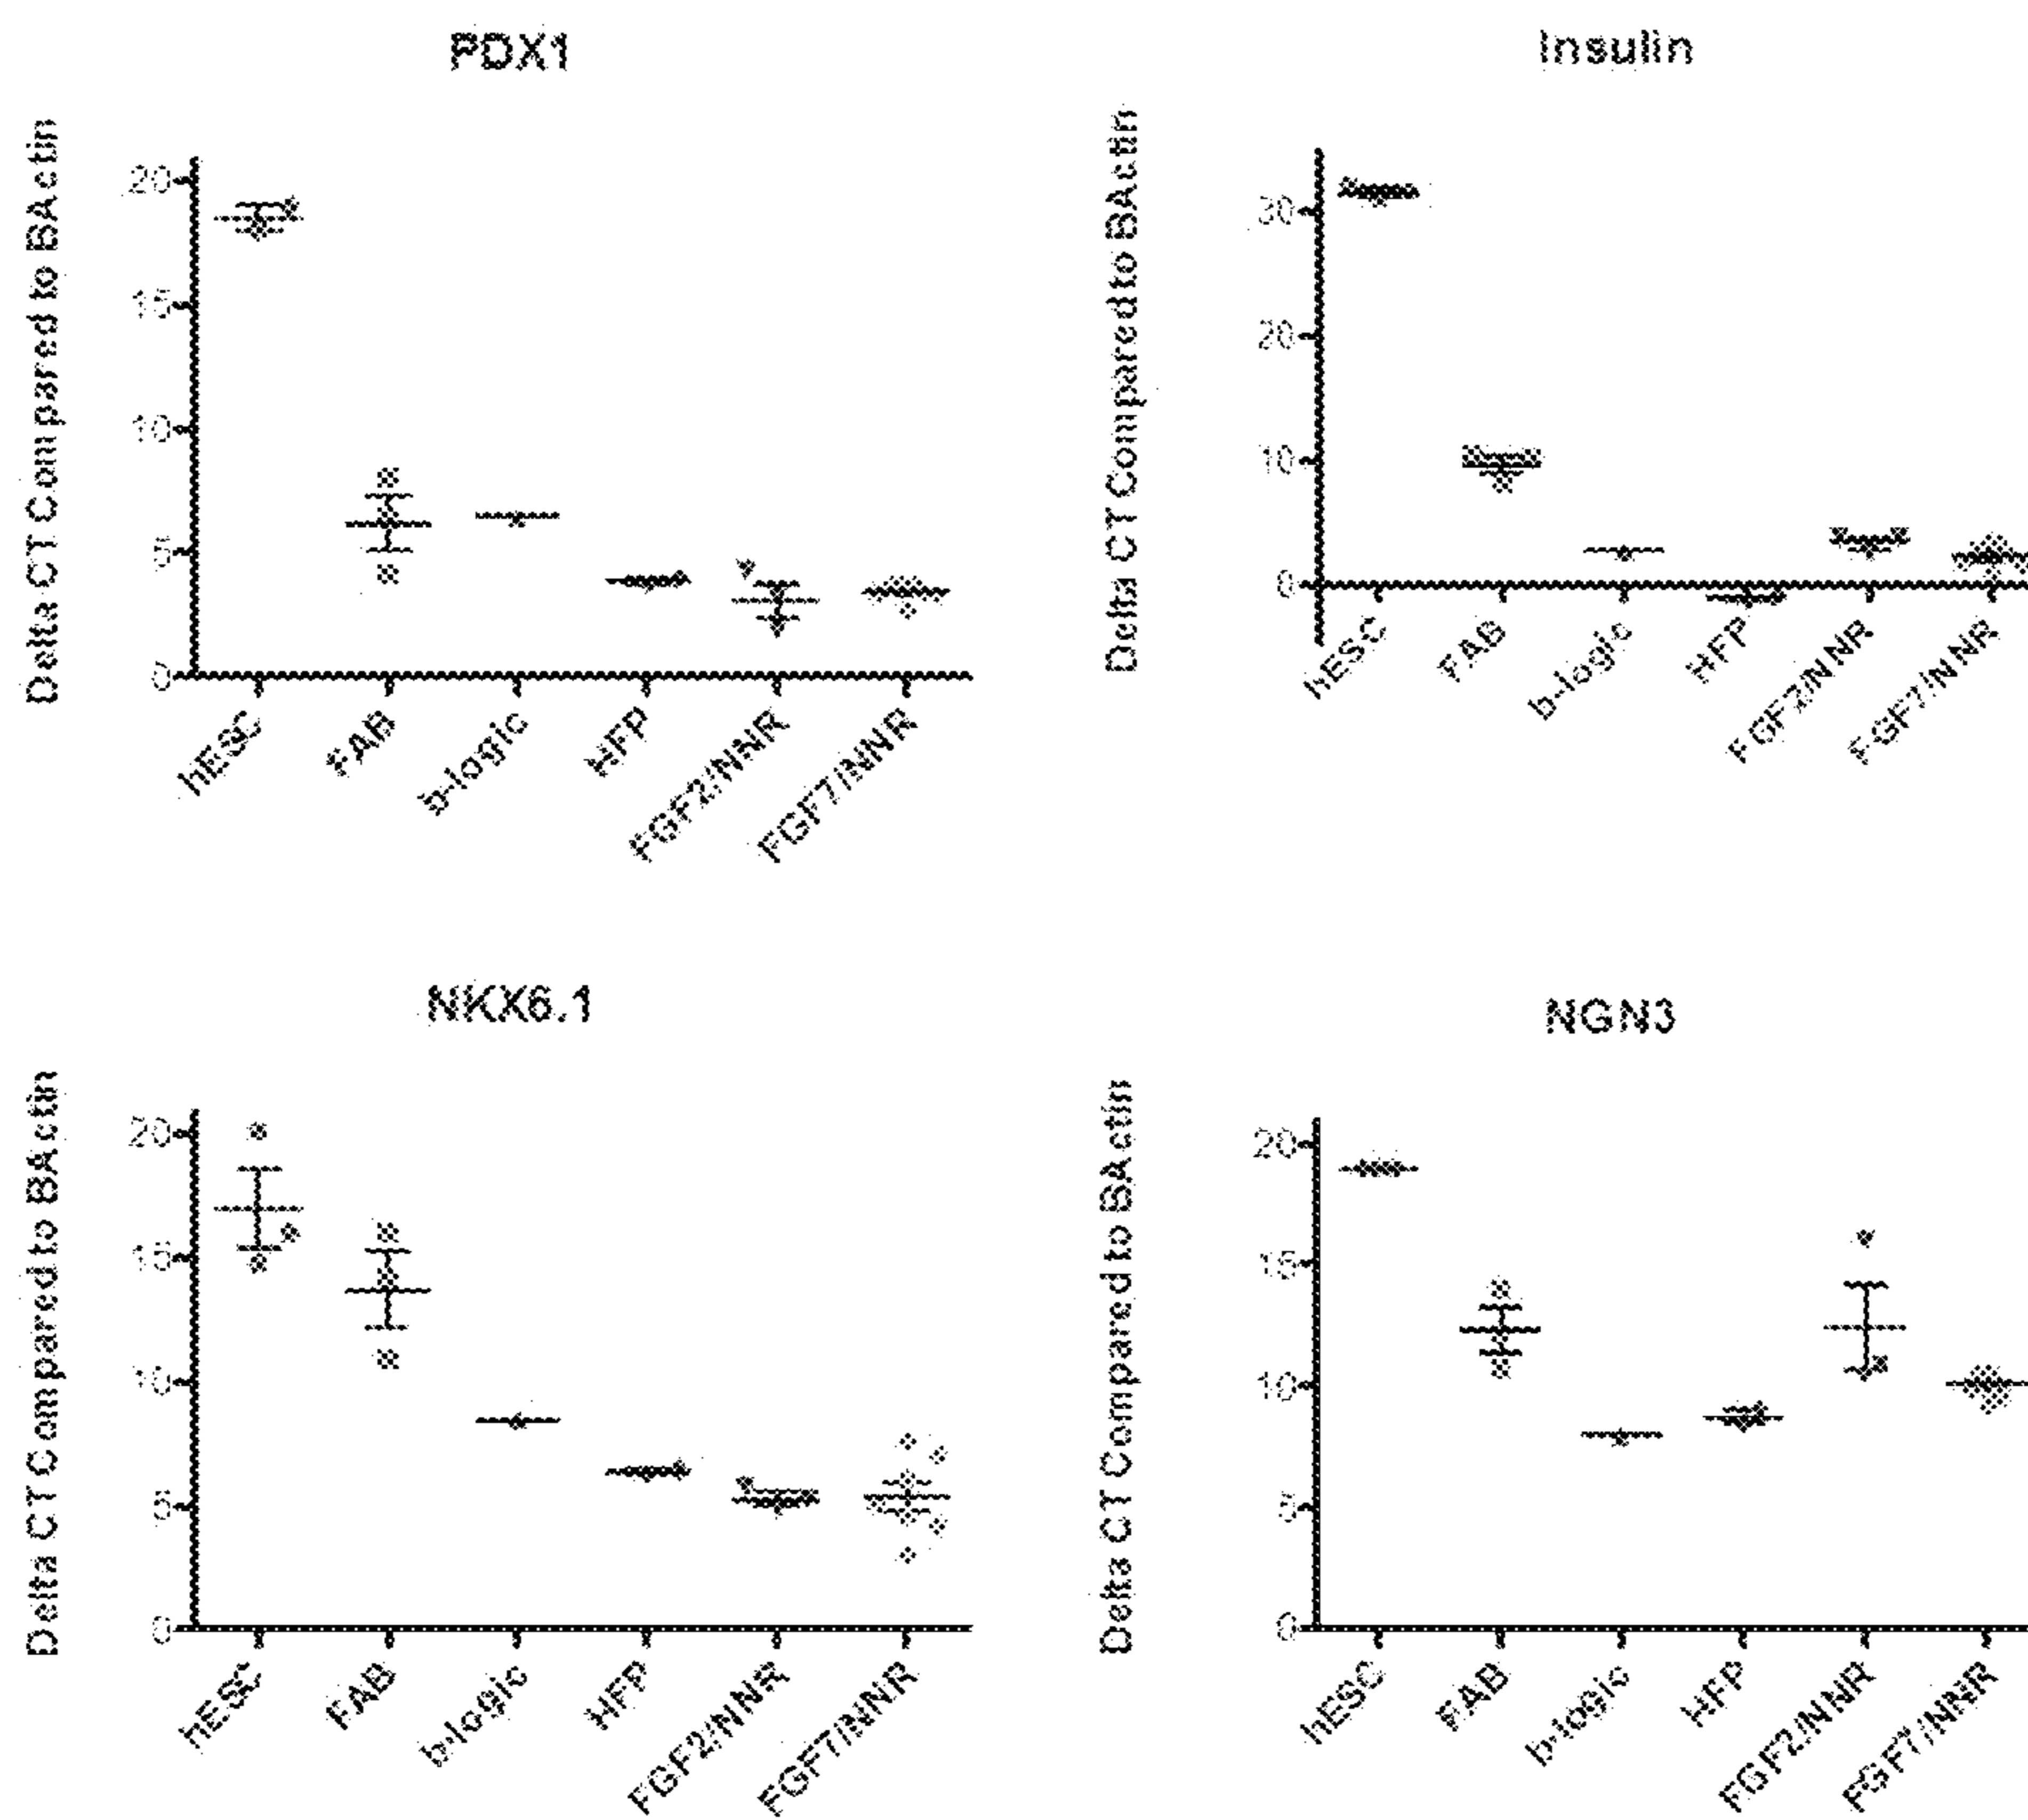 PDX1
Delta CT Compared to BActin
20
15
10
5
0
hESC
FAB
b-logic
HFP
FGF2/NNR
FGF7/NNR
Insulin
Delta CT Compared to BActin
30
20
10
0
hESC
FAB
b-logic
HFP
FGF2/NNR
FGF7/NNR
NKX6.1
Delta CT Compared to BActin
20
15
10
5
0
hESC
FAB
b-logic
HFP
FGF2/NNR
FGF7/NNR
NGN3
Delta CT Compared to BActin
20
15
10
5
0
hESC
FAB
b-logic
HFP
FGF2/NNR
FGF7/NNR